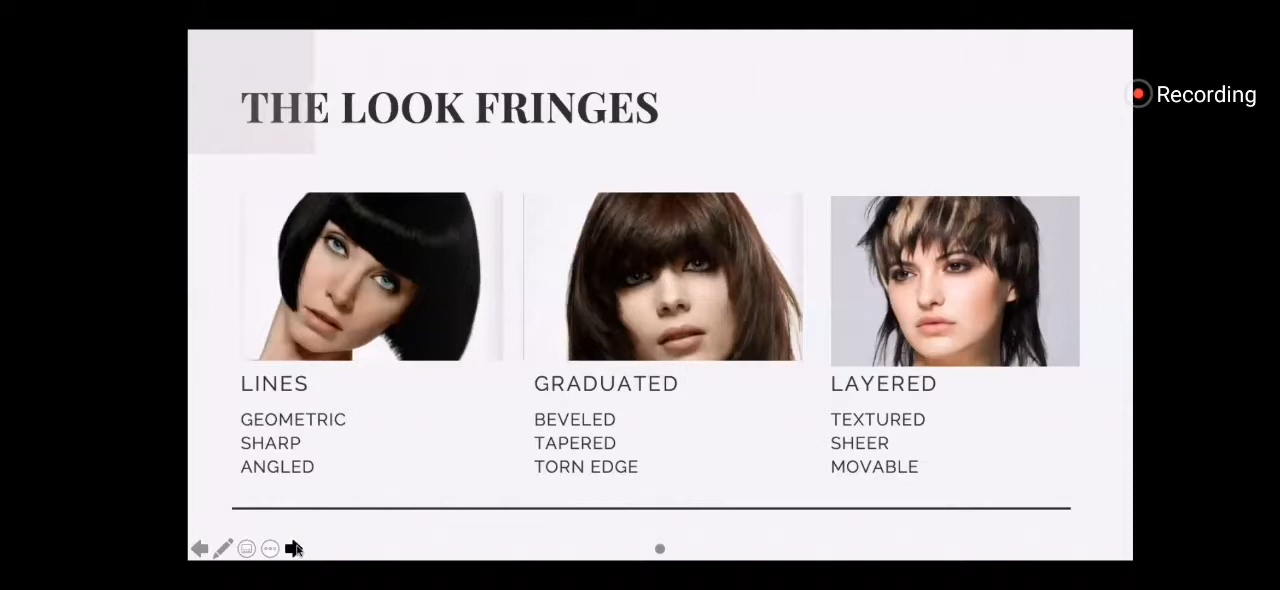 THE LOOK FRINGES
Recording
LINES
GEOMETRIC
SHARP
ANGLED
GRADUATED
BEVELED
TAPERED
TORN EDGE
LAYERED
TEXTURED
SHEER
MOVABLE